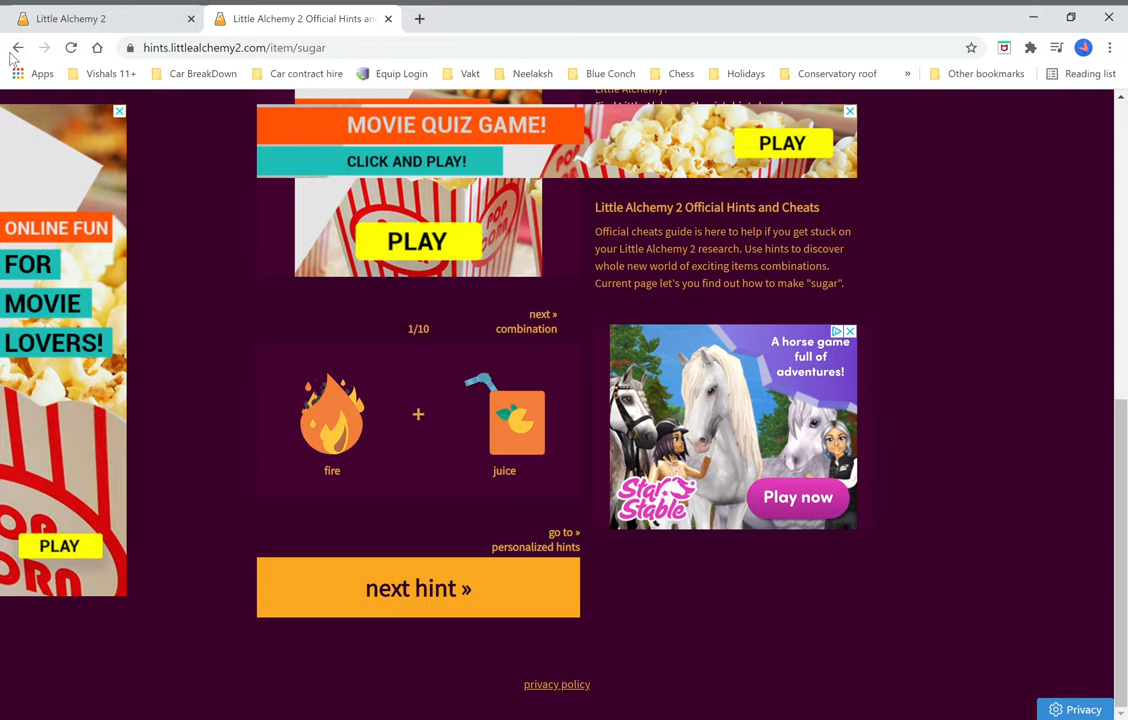 Little Alchemy 2
Little Alchemy 2 Official Hints an
hints.littlealchemy2.com/item/sugar
Apps
Vishals 11+
Car BreakDown
Car contract hire
Equip Login
Vakt
Neelaksh
Blue Conch
Chess
Holidays
Conservatory roof
»
Other bookmarks
Reading list
Little Alchemy?
MOVIE QUIZ GAME!
CLICK AND PLAY!
PLAY
ONLINE FUN
FOR
MOVIE
LOVERS!
PLAY
POP
CORN
PLAY
Little Alchemy 2 Official Hints and Cheats
Official cheats guide is here to help if you get stuck on
your Little Alchemy 2 research. Use hints to discover
whole new world of exciting items combinations.
Current page let's you find out how to make "sugar".
next »
1/10 combination
+
fire juice
A horse game
full of
adventures!
Star
Stable
Play now
go to »
personalized hints
next hint »
privacy policy
Privacy